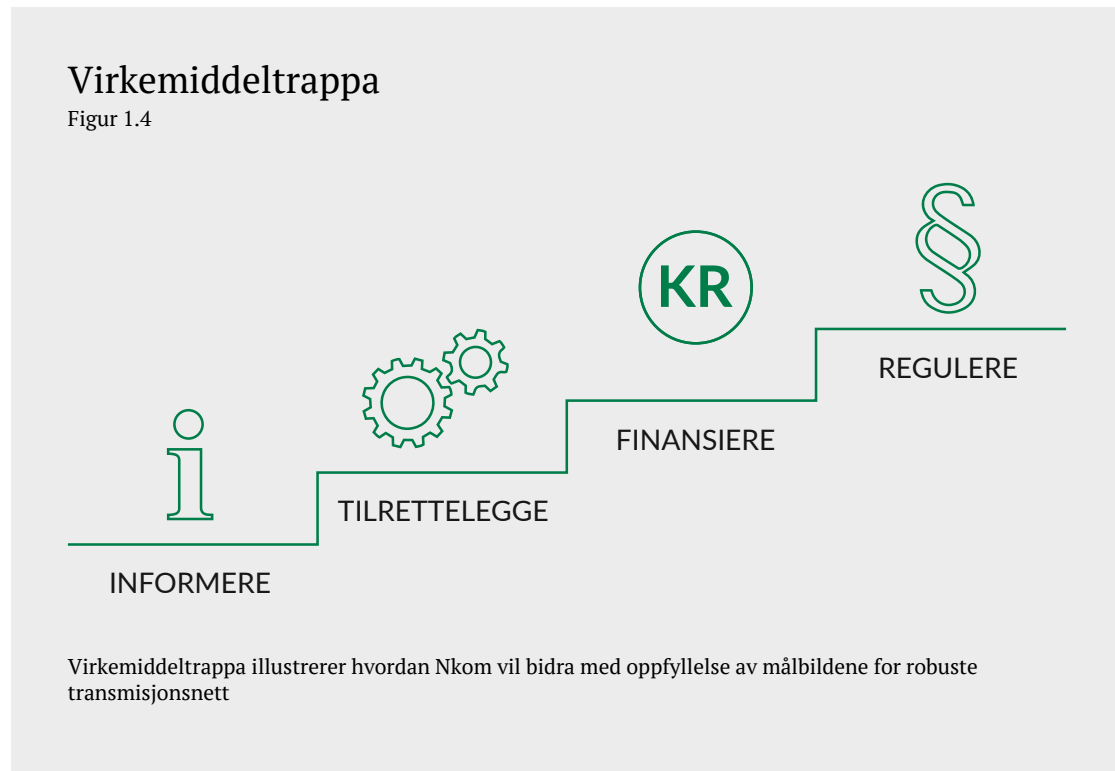 Virkemiddeltrappa
Figur 1.4
KR
REGULERE
FINANSIERE
TILRETTELEGGE
INFORMERE
Virkemiddeltrappa illustrerer hvordan Nkom vil bidra med oppfyllelse av målbildene for robuste
transmisjonsnett